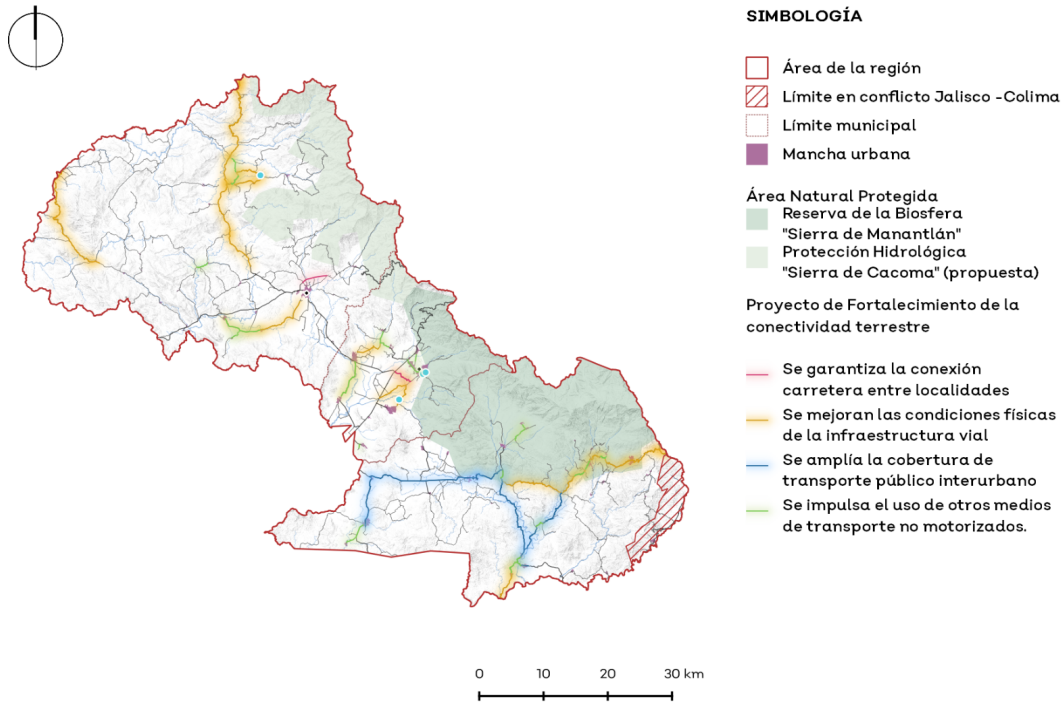 SIMBOLOGÍA
Área de la región
Límite en conflicto Jalisco -Colima
Límite municipal
Mancha urbana
Área Natural Protegida
Reserva de la Biosfera
"Sierra de Manantlán"
Protección Hidrológica
"Sierra de Cacoma" (propuesta)
Proyecto de Fortalecimiento de la
conectividad terrestre
Se garantiza la conexión
carretera entre localidades
Se mejoran las condiciones físicas
de la infraestructura vial
Se amplía la cobertura de
transporte público interurbano
Se impulsa el uso de otros medios
de transporte no motorizados.
0 10 20 30 km